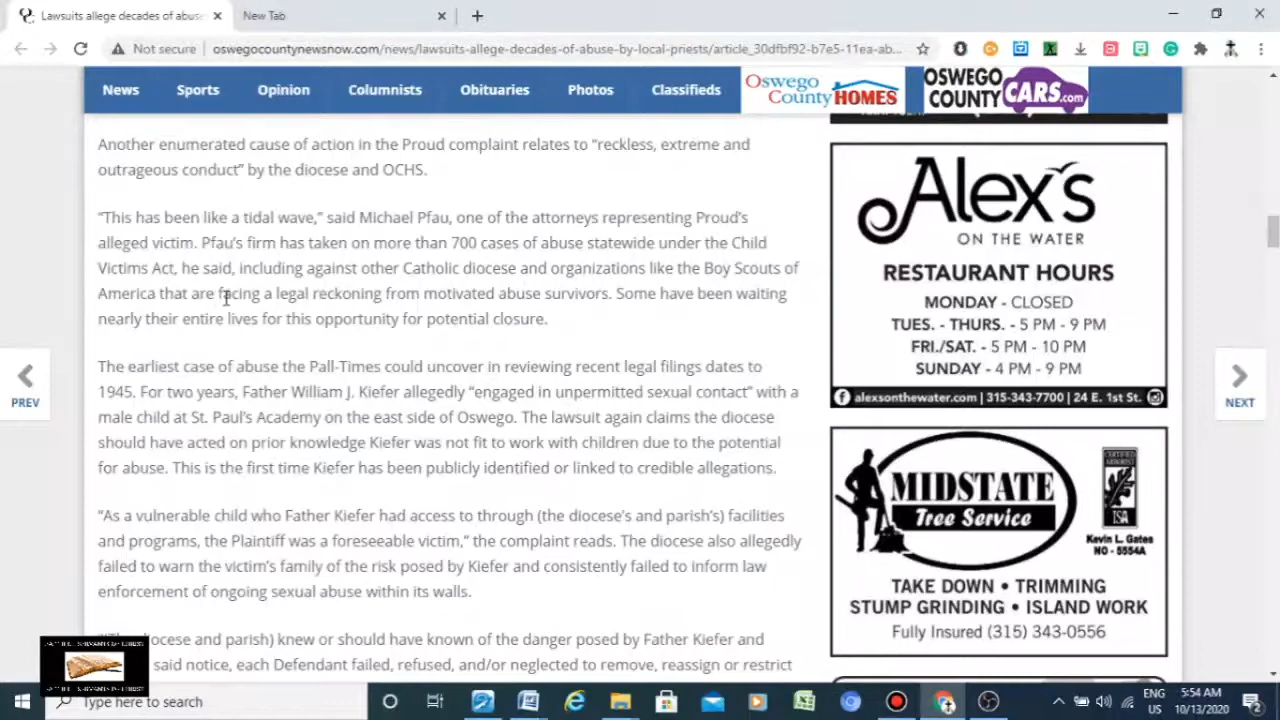 Lawsuits allege decades of abuse
New Tab
Not secure
oswegocountynewsnow.com/news/lawsuits-allege-decades-of-abuse-by-local-priests/article_30dfbf92-b7e5-11ea-ab...
News Sports Opinion Columnists Obituaries Photos Classifieds
Oswego County HOMES
OSWEGO COUNTY CARS.com
Another enumerated cause of action in the Proud complaint relates to “reckless, extreme and
outrageous conduct” by the diocese and OCHS.
“This has been like a tidal wave,” said Michael Pfau, one of the attorneys representing Proud’s
alleged victim. Pfau’s firm has taken on more than 700 cases of abuse statewide under the Child
Victims Act, he said, including against other Catholic diocese and organizations like the Boy Scouts of
America that are facing a legal reckoning from motivated abuse survivors. Some have been waiting
nearly their entire lives for this opportunity for potential closure.
The earliest case of abuse the Pall-Times could uncover in reviewing recent legal filings dates to
1945. For two years, Father William J. Kiefer allegedly “engaged in unpermitted sexual contact” with a
male child at St. Paul’s Academy on the east side of Oswego. The lawsuit again claims the diocese
should have acted on prior knowledge Kiefer was not fit to work with children due to the potential
for abuse. This is the first time Kiefer has been publicly identified or linked to credible allegations.
“As a vulnerable child who Father Kiefer had access to through (the diocese’s and parish’s) facilities
and programs, the Plaintiff was a foreseeable victim,” the complaint reads. The diocese also allegedly
failed to warn the victim’s family of the risk posed by Kiefer and consistently failed to inform law
enforcement of ongoing sexual abuse within its walls.
diocese and parish) knew or should have known of the danger posed by Father Kiefer and
said notice, each Defendant failed, refused, and/or neglected to remove, reassign or restrict
PREV
NEXT
Alex's
ON THE WATER
RESTAURANT HOURS
MONDAY - CLOSED
TUES. - THURS. - 5 PM - 9 PM
FRI./SAT. - 5 PM - 10 PM
SUNDAY - 4 PM - 9 PM
alexsonthewater.com | 315-343-7700 | 24 E. 1st St.
MIDSTATE
Tree Service
CERTIFIED ARBORIST
ISA
Kevin L. Gates
NO - 5554A
TAKE DOWN • TRIMMING
STUMP GRINDING • ISLAND WORK
Fully Insured (315) 343-0556
Type here to search
ENG
US
5:54 AM
10/13/2020
2